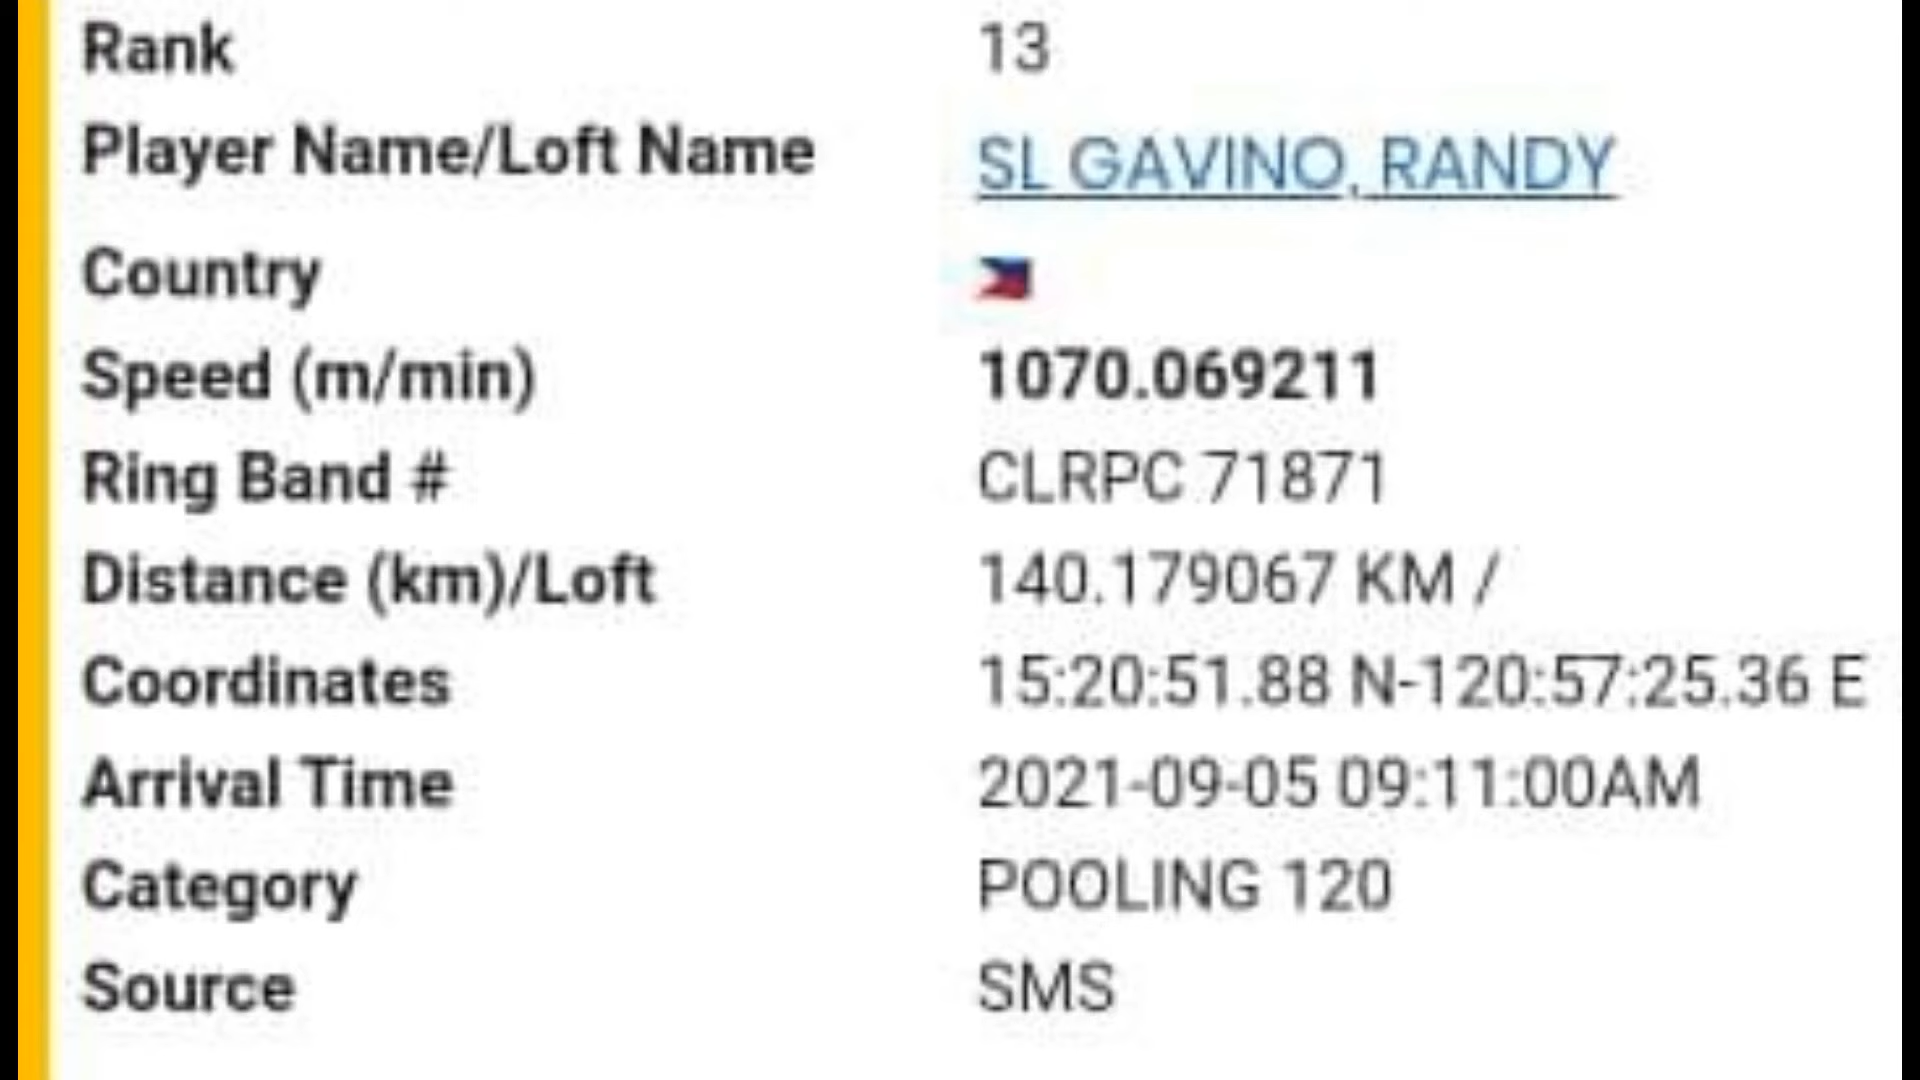 Rank 13
Player Name/Loft Name SL GAVINO, RANDY
Country
Speed (m/min) 1070.069211
Ring Band # CLRPC 71871
Distance (km)/Loft 140.179067 KM /
Coordinates 15:20:51.88 N-120:57:25.36 E
Arrival Time 2021-09-05 09:11:00AM
Category POOLING 120
Source SMS